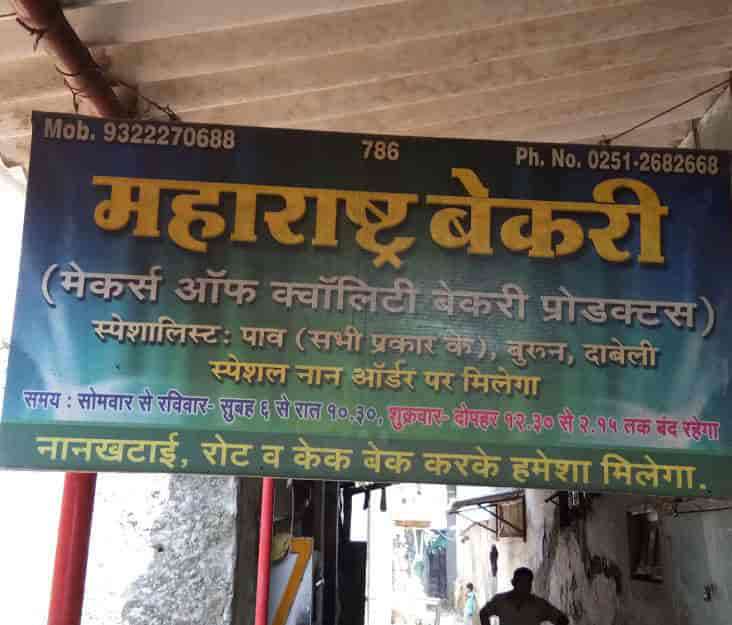 Mob. 9322270688 786 Ph. No. 0251-2682668
महाराष्ट्र बेकरी
(मेकर्स ऑफ क्वॉलिटी बेकरी प्रोडक्टस)
स्पेशालिस्ट: पाव (सभी प्रकार के), बुरुन, दाबेली
स्पेशल नान ऑर्डर पर मिलेगा
समय : सोमवार से रविवार- सुबह ६ से रात १०.३०, शुक्रवार- दोपहर १२.३० से २.१५ तक बंद रहेगा
नानखटाई, रोट व केक बेक करके हमेशा मिलेगा.